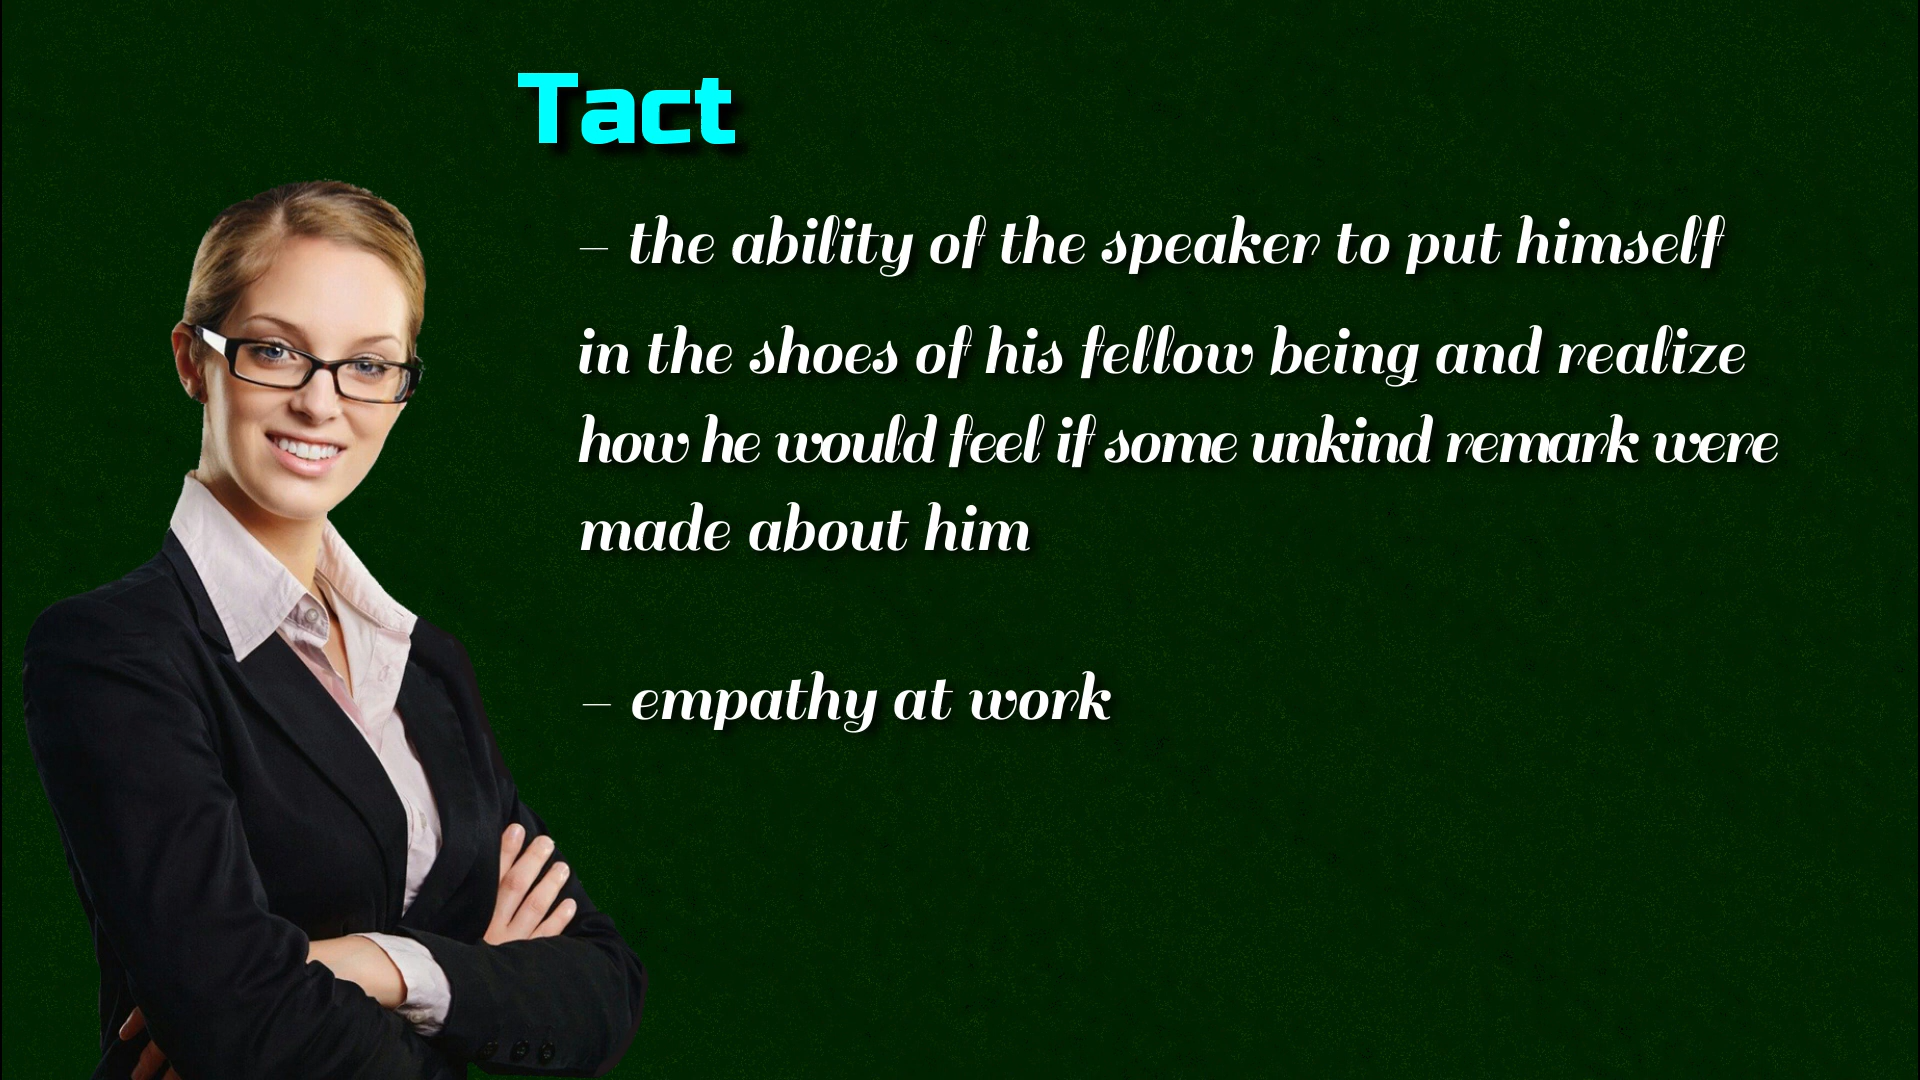 Tact
– the ability of the speaker to put himself
in the shoes of his fellow being and realize
how he would feel if some unkind remark were
made about him
– empathy at work